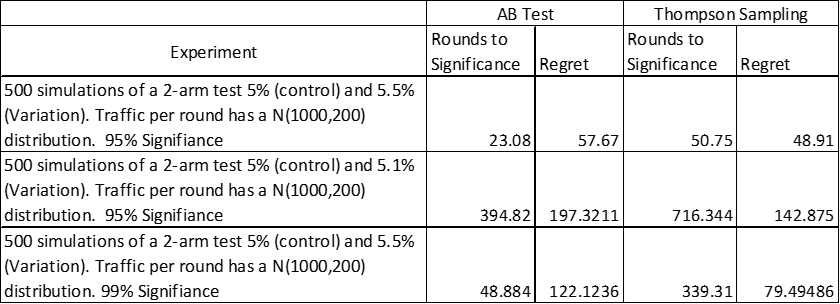 AB Test Thompson Sampling
Experiment Rounds to Significance Regret Rounds to Significance Regret
500 simulations of a 2-arm test 5% (control) and 5.5%
(Variation). Traffic per round has a N(1000,200)
distribution. 95% Signifiance 23.08 57.67 50.75 48.91
500 simulations of a 2-arm test 5% (control) and 5.1%
(Variation). Traffic per round has a N(1000,200)
distribution. 95% Signifiance 394.82 197.3211 716.344 142.875
500 simulations of a 2-arm test 5% (control) and 5.5%
(Variation). Traffic per round has a N(1000,200)
distribution. 99% Signifiance 48.884 122.1236 339.31 79.49486